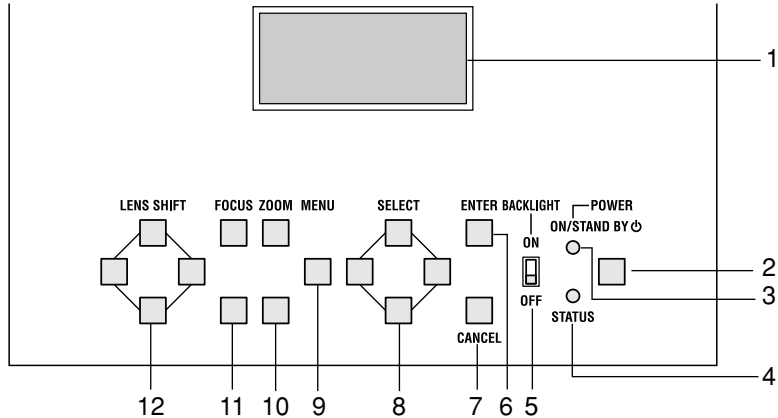 1
LENS SHIFT FOCUS ZOOM MENU SELECT ENTER BACKLIGHT POWER
ON/STAND BY ⏻
ON
2
3
OFF
STATUS
CANCEL
4
12 11 10 9 8 7 6 5